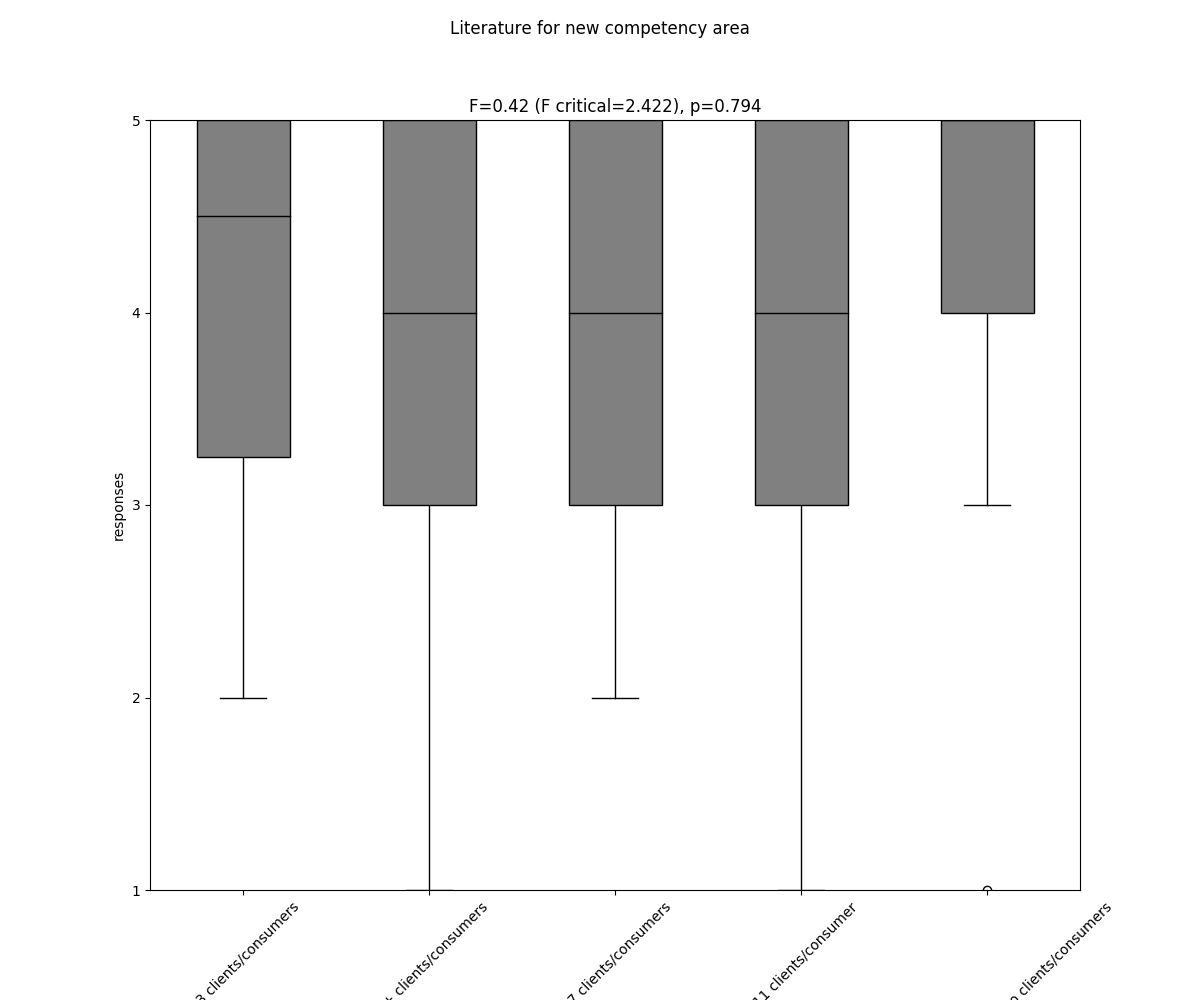 Literature for new competency area
F=0.42 (F critical=2.422), p=0.794
5
4
3
2
1
responses
3 clients/consumers
clients/consumers
7 clients/consumers
11 clients/consumer
clients/consumers